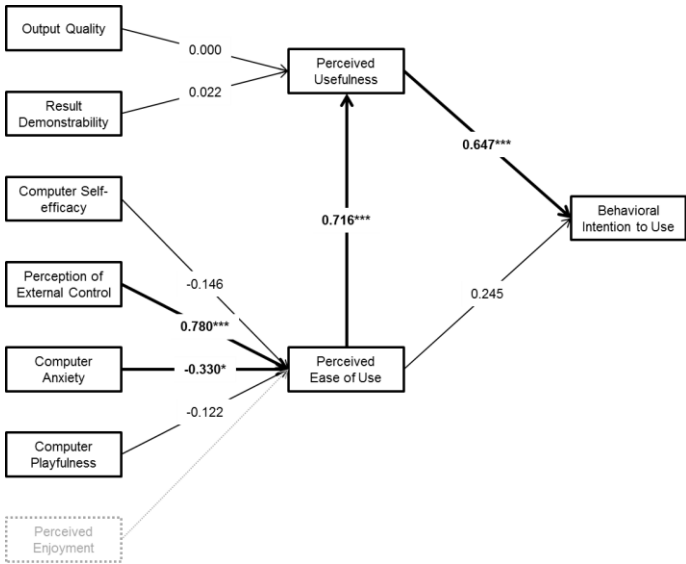 Output Quality
0.000
Perceived
Usefulness
0.022
Result
Demonstrability
0.647***
Computer Self-
efficacy
0.716***
Behavioral
Intention to Use
-0.146
Perception of
External Control
0.780***
0.245
Computer
Anxiety
-0.330*
Perceived
Ease of Use
-0.122
Computer
Playfulness
Perceived
Enjoyment